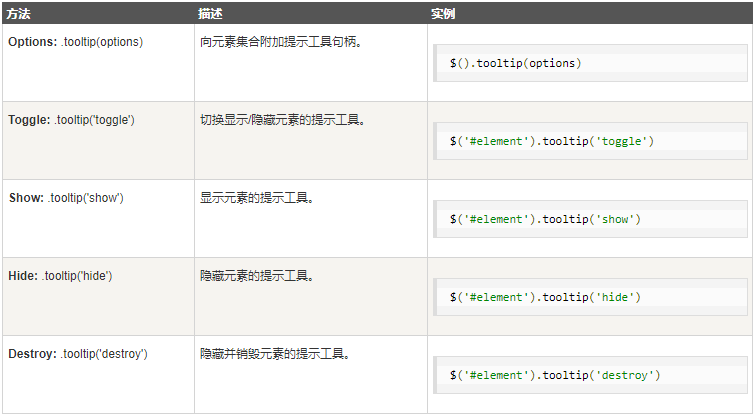 方法 描述 实例
Options: .tooltip(options) 向元素集合附加提示工具句柄。 $().tooltip(options)
Toggle: .tooltip('toggle') 切换显示/隐藏元素的提示工具。 $('#element').tooltip('toggle')
Show: .tooltip('show') 显示元素的提示工具。 $('#element').tooltip('show')
Hide: .tooltip('hide') 隐藏元素的提示工具。 $('#element').tooltip('hide')
Destroy: .tooltip('destroy') 隐藏并销毁元素的提示工具。 $('#element').tooltip('destroy')